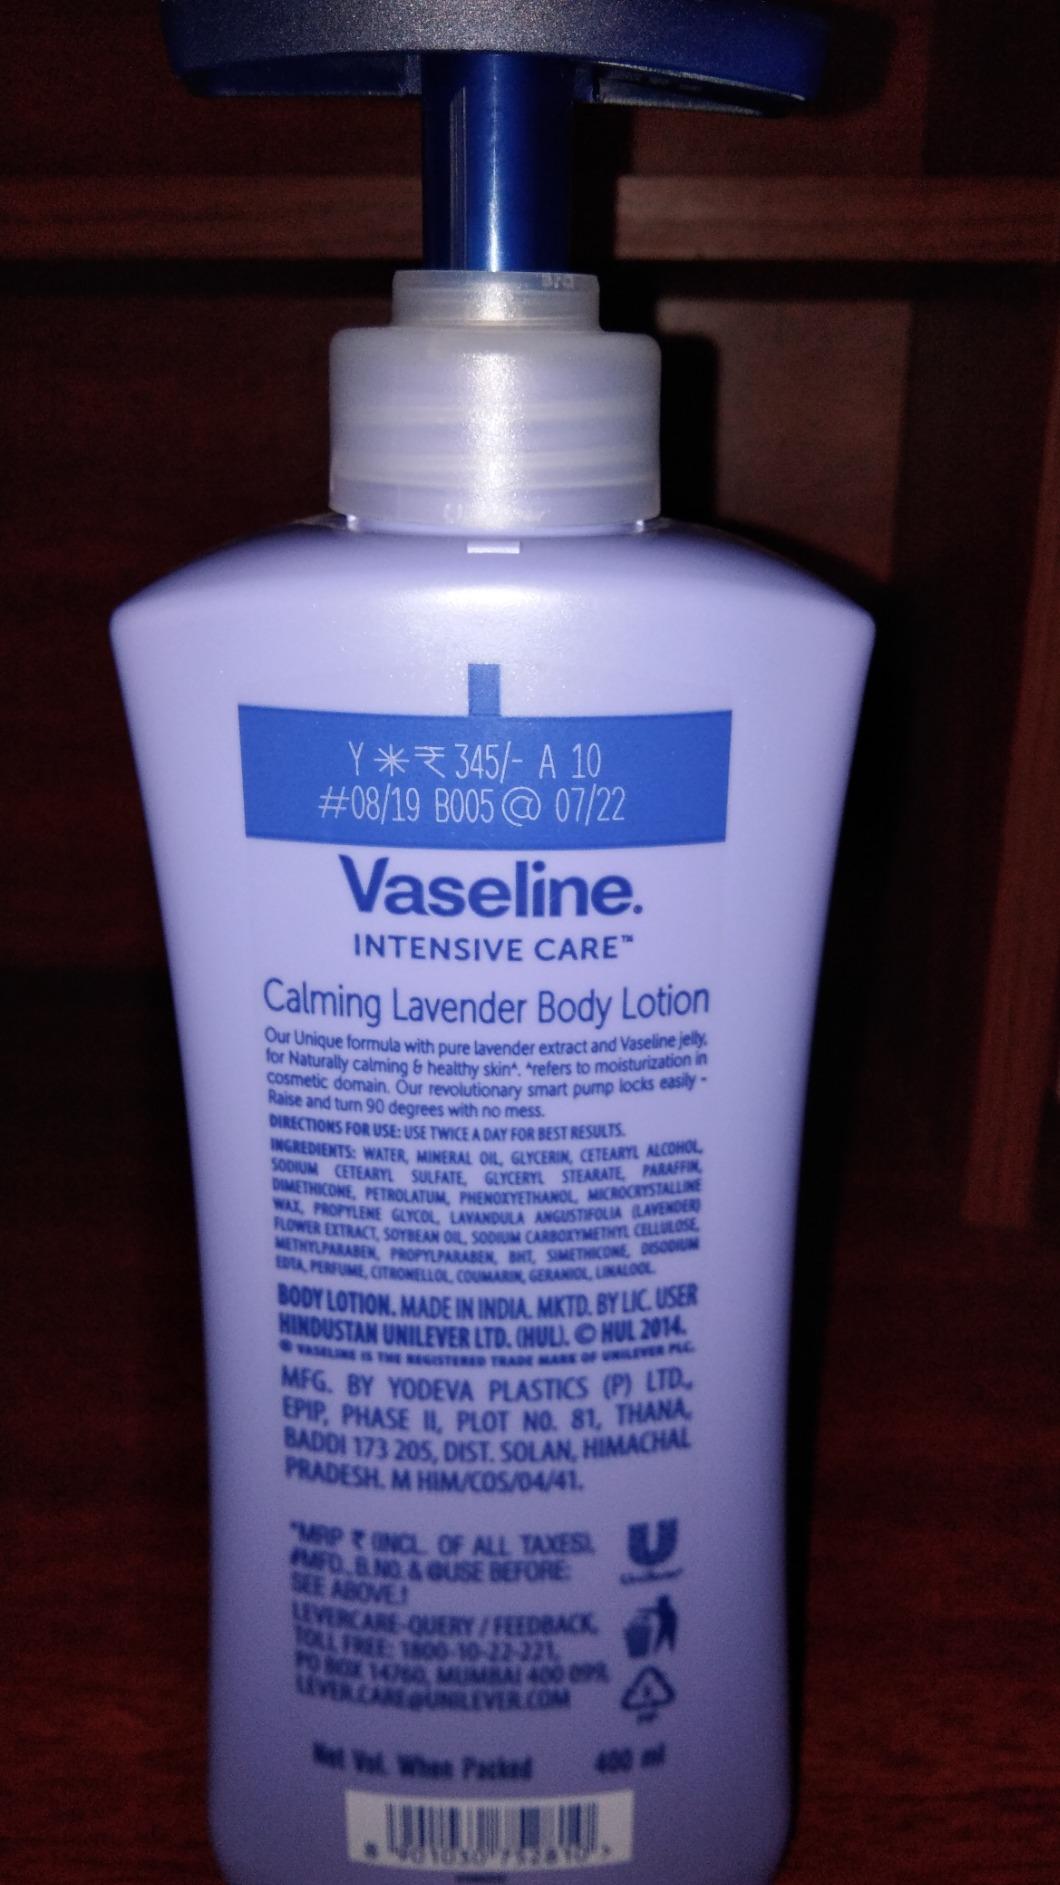 Y * ₹ 345/- A 10
#08/19 B005 @ 07/22
Vaseline.
INTENSIVE CARE™
Calming Lavender Body Lotion
Our Unique formula with pure lavender extract and Vaseline jelly,
for Naturally calming & healthy skin^. ^refers to moisturization in
cosmetic domain. Our revolutionary smart pump locks easily -
Raise and turn 90 degrees with no mess.
DIRECTIONS FOR USE: USE TWICE A DAY FOR BEST RESULTS.
INGREDIENTS: WATER, MINERAL OIL, GLYCERIN, CETEARYL ALCOHOL,
SODIUM CETEARYL SULFATE, GLYCERYL STEARATE, PARAFFIN,
DIMETHICONE, PETROLATUM, PHENOXYETHANOL, MICROCRYSTALLINE
WAX, PROPYLENE GLYCOL, LAVANDULA ANGUSTIFOLIA (LAVENDER)
FLOWER EXTRACT, SOYBEAN OIL, SODIUM CARBOXYMETHYL CELLULOSE,
METHYLPARABEN, PROPYLPARABEN, BHT, SIMETHICONE, DISODIUM
EDTA, PERFUME, CITRONELLOL, COUMARIN, GERANIOL, LINALOOL.
BODY LOTION. MADE IN INDIA. MKTD. BY LIC. USER
HINDUSTAN UNILEVER LTD. (HUL). © HUL 2014.
® VASELINE IS THE REGISTERED TRADE MARK OF UNILEVER PLC.
MFG. BY YODEVA PLASTICS (P) LTD.,
EPIP, PHASE II, PLOT NO. 81, THANA,
BADDI 173 205, DIST. SOLAN, HIMACHAL
PRADESH. M HIM/COS/04/41.
*MRP ₹ (INCL. OF ALL TAXES),
#MFD., B.NO. & @USE BEFORE:
SEE ABOVE.↑
LEVERCARE-QUERY / FEEDBACK,
TOLL FREE: 1800-10-22-221,
PO BOX 14760, MUMBAI 400 099,
LEVER.CARE@UNILEVER.COM
Unilever
Net Vol. When Packed 400 ml
8 901030 752810 >